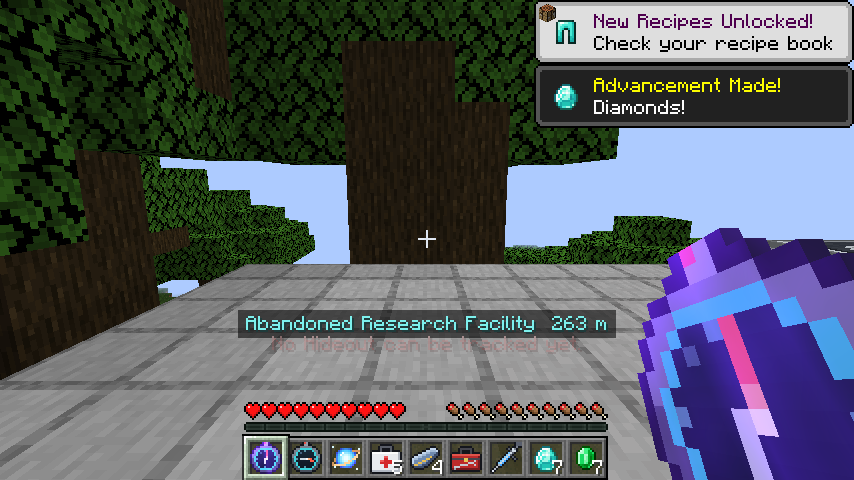 New Recipes Unlocked!
Check your recipe book
Advancement Made!
Diamonds!
Abandoned Research Facility 263 m
No Hideout can be tracked yet
5
4
7
7